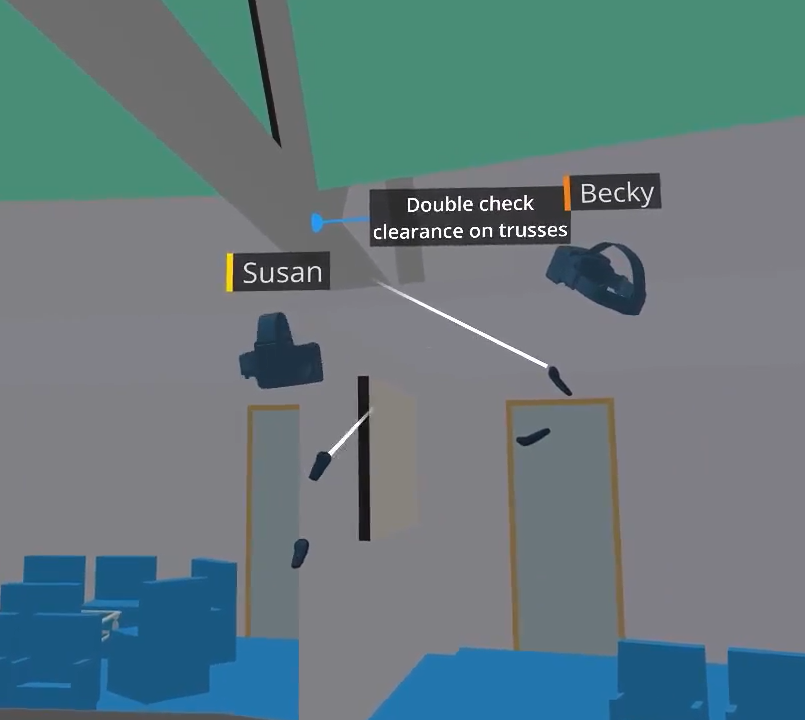 Becky
Double check
clearance on trusses
Susan